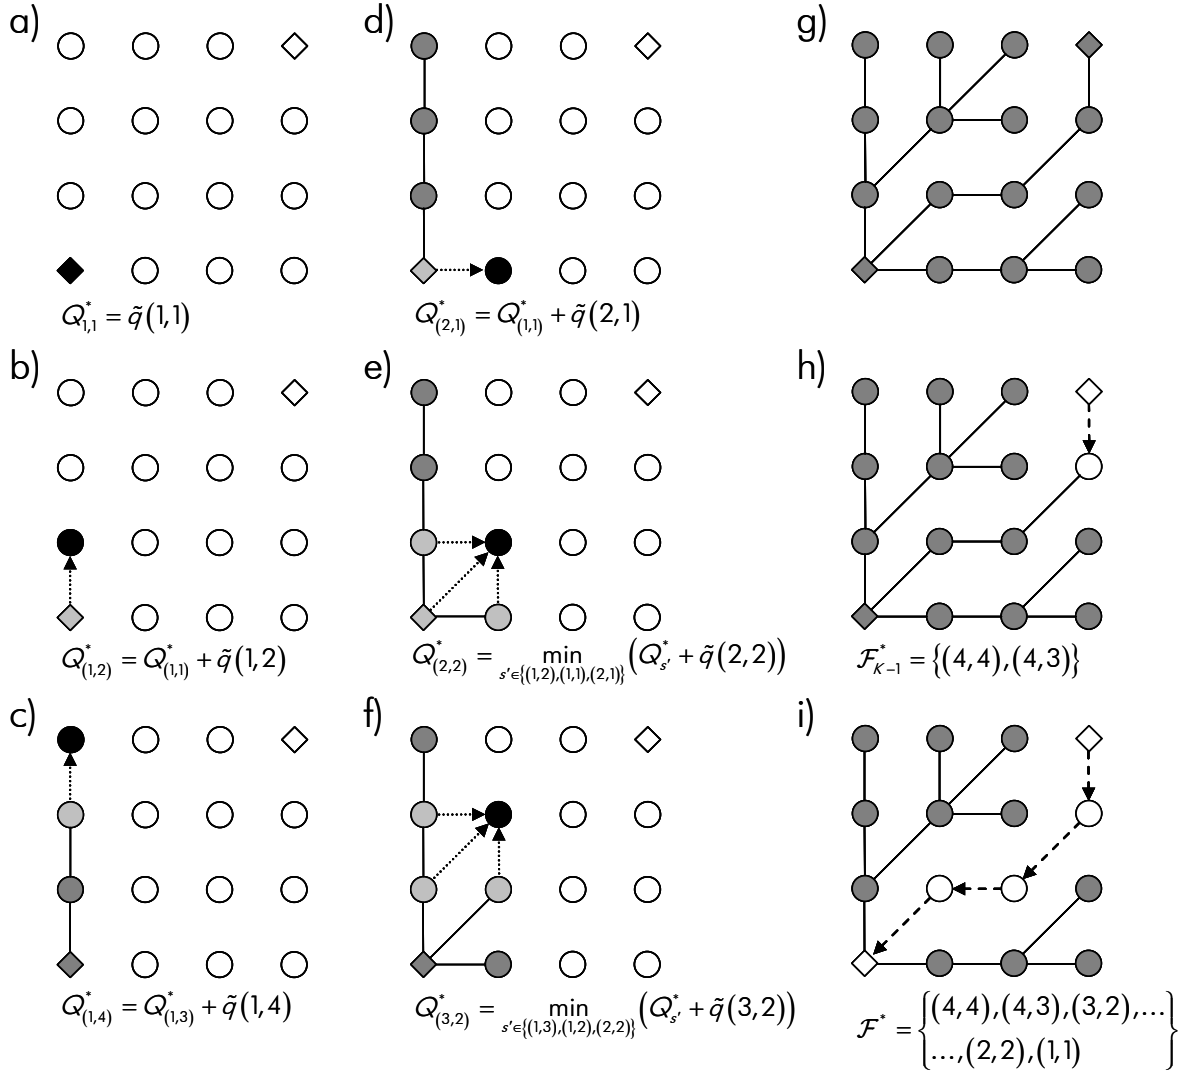 a)
Q*₁,₁ = q̃(1,1)
b)
Q*₍₁,₂₎ = Q*₍₁,₁₎ + q̃(1,2)
c)
Q*₍₁,₄₎ = Q*₍₁,₃₎ + q̃(1,4)
d)
Q*₍₂,₁₎ = Q*₍₁,₁₎ + q̃(2,1)
e)
Q*₍₂,₂₎ = min (Q*ₛ′ + q̃(2,2))
s′∈{(1,2),(1,1),(2,1)}
f)
Q*₍₃,₂₎ = min (Q*ₛ′ + q̃(3,2))
s′∈{(1,3),(1,2),(2,2)}
g)
h)
ℱ*_{K−1} = {(4,4),(4,3)}
i)
ℱ* = {(4,4),(4,3),(3,2),…
…,(2,2),(1,1)}